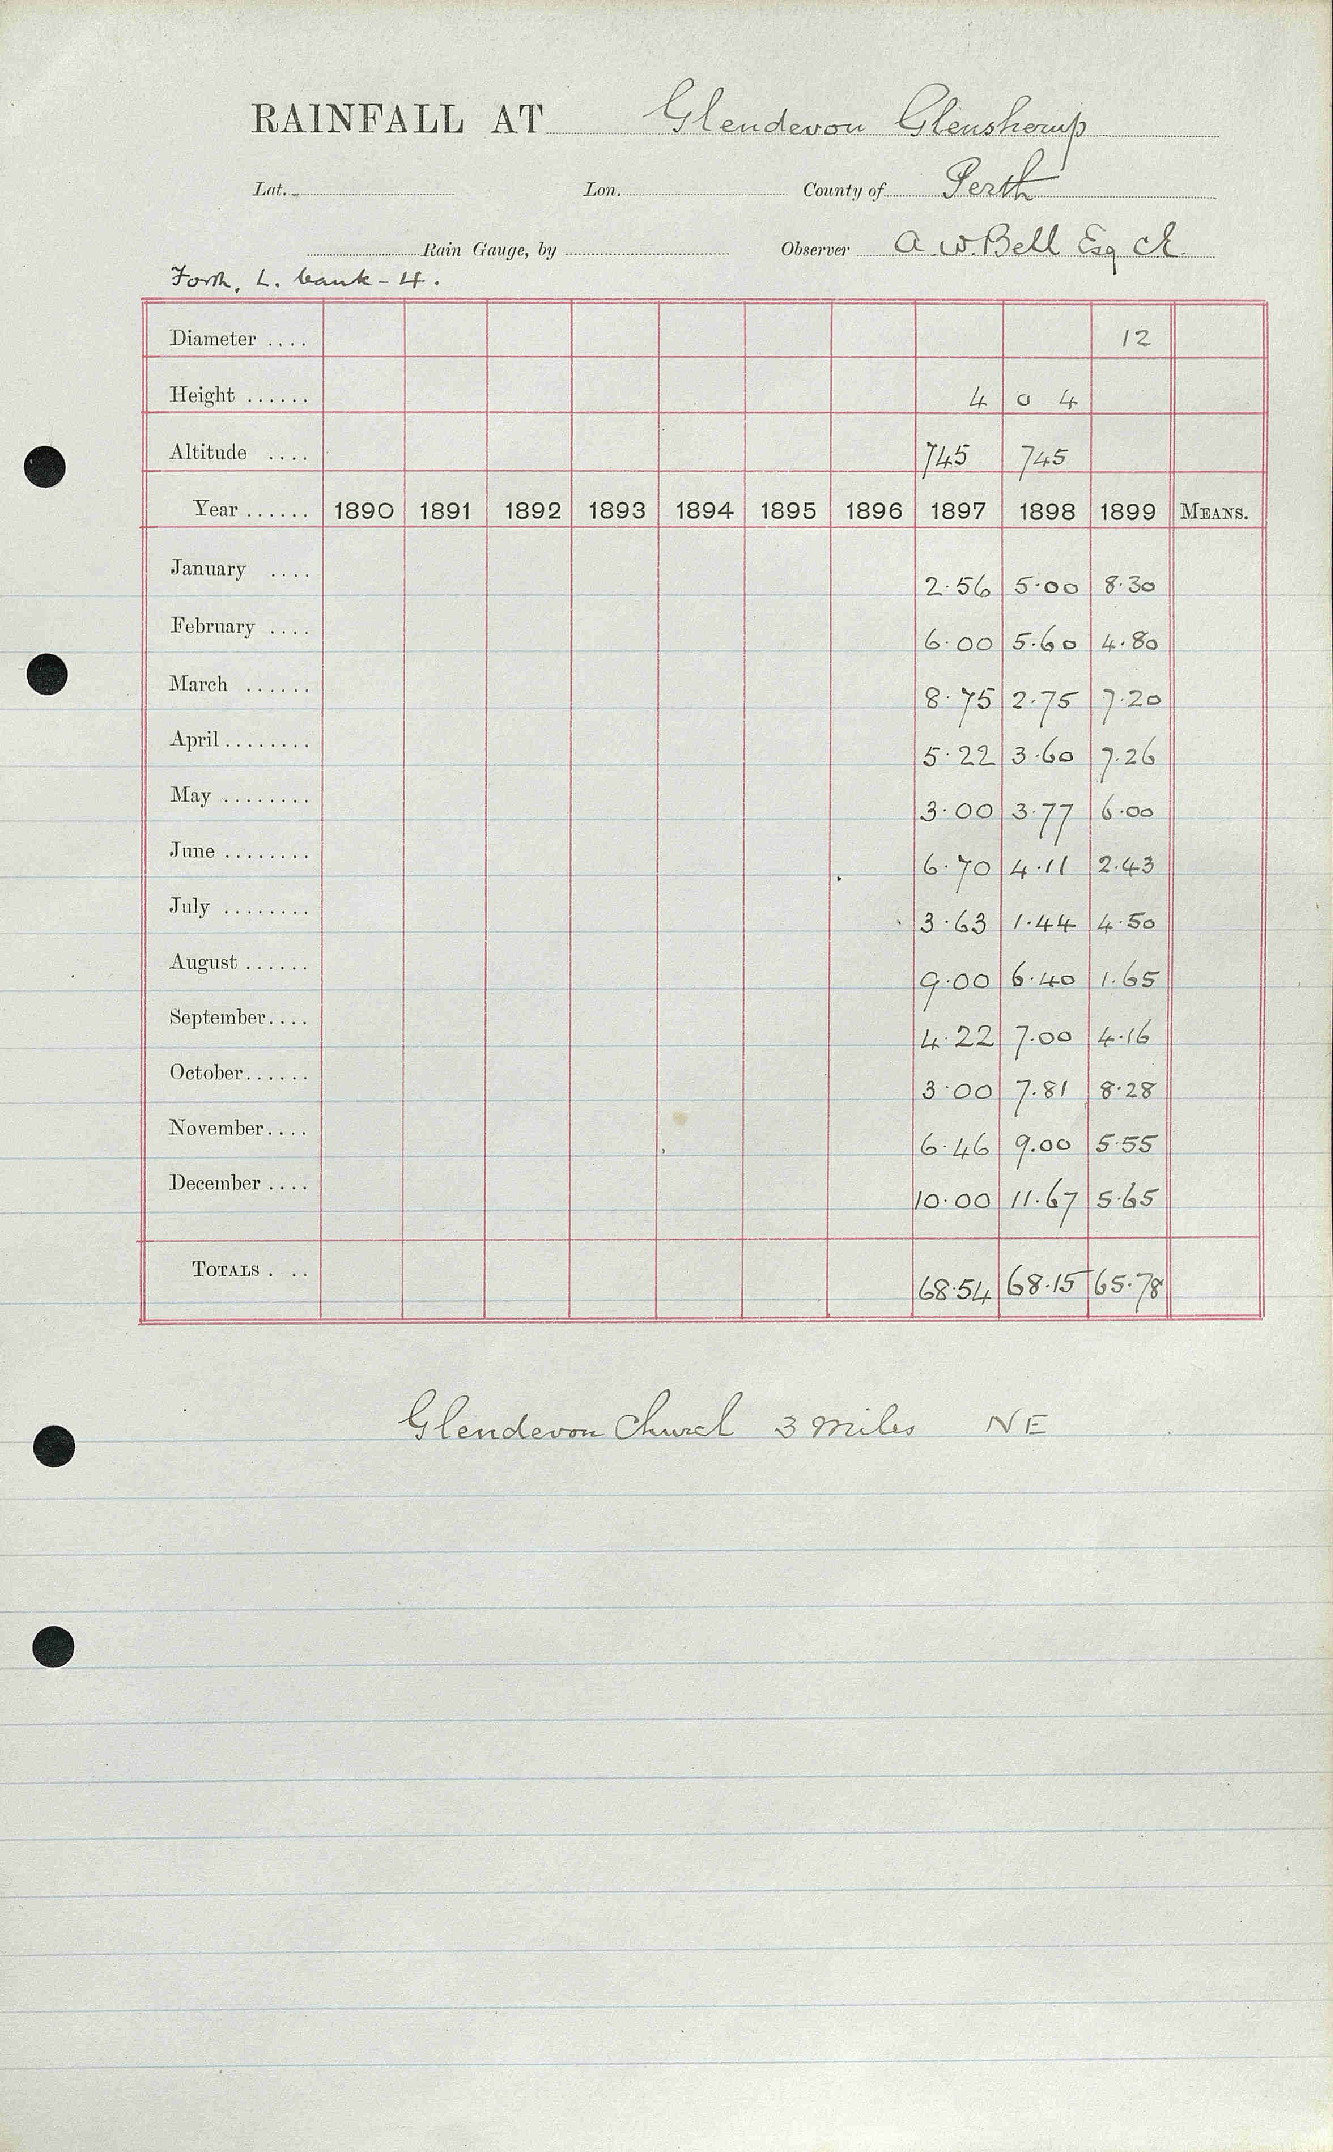 RAINFALL AT Glendevon Glensherup
Lat. Lon. County of Perth
Rain Gauge, by Observer A W. Bell Esq CE
Forth, L. bank - 4.
Diameter .... 12
Height ...... 4 0 4
Altitude .... 745 745
Year ...... 1890 1891 1892 1893 1894 1895 1896 1897 1898 1899 MEANS.
January .... 2.56 5.00 8.30
February .... 6.00 5.60 4.80
March ...... 8.75 2.75 7.20
April ........ 5.22 3.60 7.26
May ........ 3.00 3.77 6.00
June ........ 6.70 4.11 2.43
July ........ 3.63 1.44 4.50
August ...... 9.00 6.40 1.65
September.... 4.22 7.00 4.16
October...... 3.00 7.81 8.28
November.... 6.46 9.00 5.55
December .... 10.00 11.67 5.65
TOTALS . .. 68.54 68.15 65.78
Glendevon Church 3 miles NE